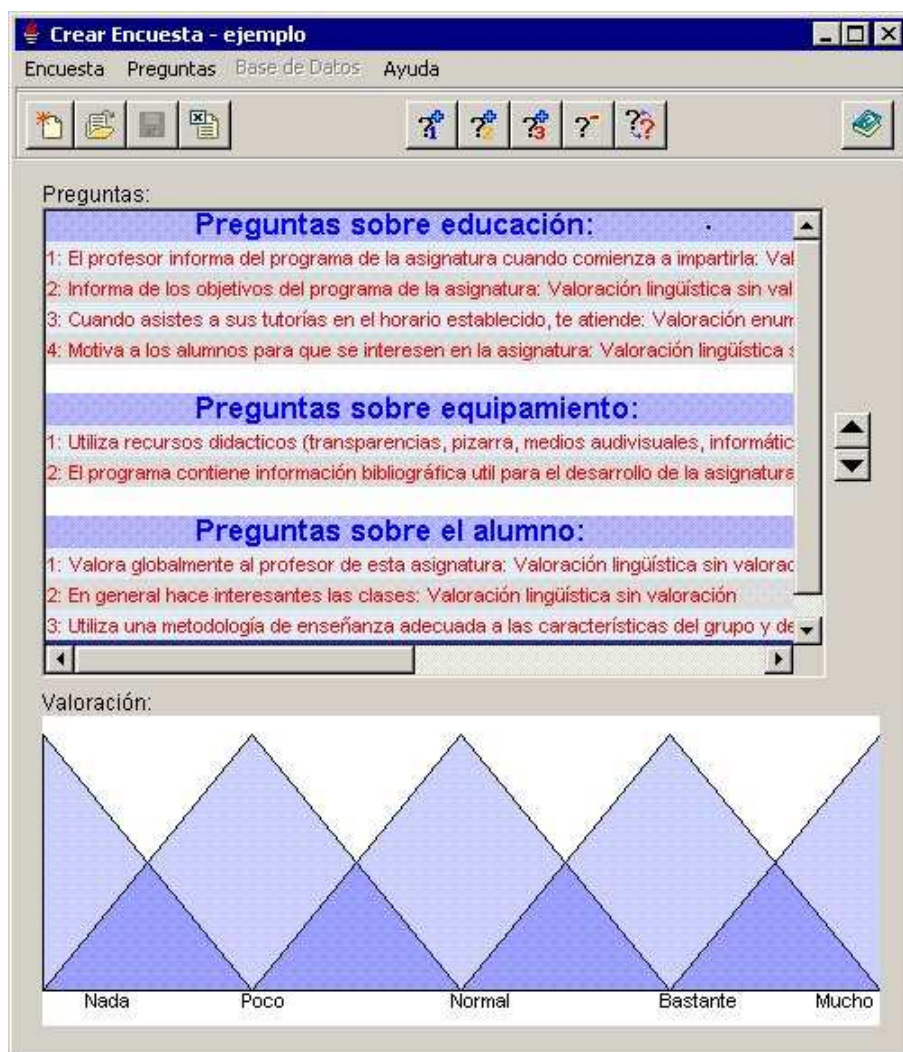 Crear Encuesta - ejemplo
Encuesta Preguntas Base de Datos Ayuda
Preguntas:
Preguntas sobre educación:
1: El profesor informa del programa de la asignatura cuando comienza a impartirla: Val
2: Informa de los objetivos del programa de la asignatura: Valoración lingüística sin val
3: Cuando asistes a sus tutorías en el horario establecido, te atiende: Valoración enum
4: Motiva a los alumnos para que se interesen en la asignatura: Valoración lingüística s
Preguntas sobre equipamiento:
1: Utiliza recursos didacticos (transparencias, pizarra, medios audivisuales, informátic
2: El programa contiene información bibliográfica util para el desarrollo de la asignatura
Preguntas sobre el alumno:
1: Valora globalmente al profesor de esta asignatura: Valoración lingüística sin valorac
2: En general hace interesantes las clases: Valoración lingüística sin valoración
3: Utiliza una metodología de enseñanza adecuada a las características del grupo y de
Valoración:
Nada Poco Normal Bastante Mucho